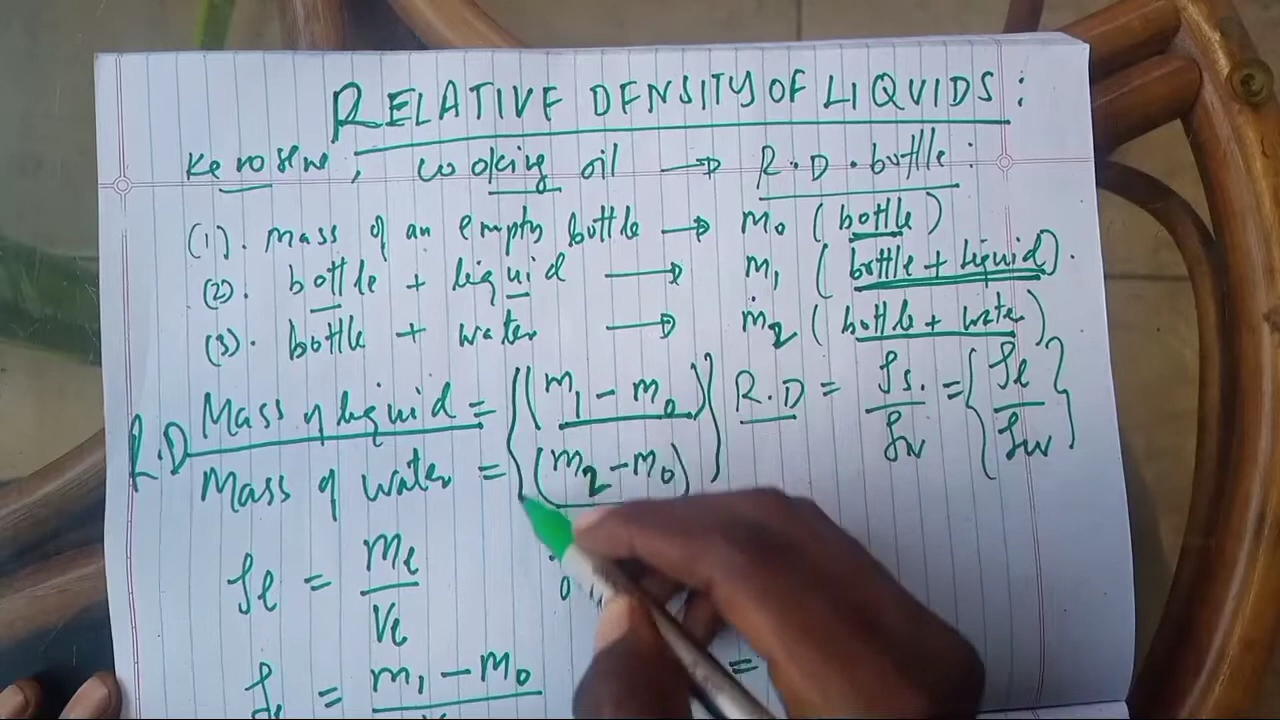 RELATIVE DENSITY OF LIQUIDS:
Kerosene, cooking oil → R.D. bottle:
(1). Mass of an empty bottle → m₀ (bottle)
(2). bottle + liquid → m₁ (bottle + liquid).
(3). bottle + water → m₂ (bottle + water)
R.D Mass of liquid = {(m₁ - m₀)} R.D = ρs. = {ρℓ}
Mass of water = {(m₂ - m₀)} ρw {ρw}
ρℓ = mℓ
Vℓ
ρℓ = m₁ - m₀ =